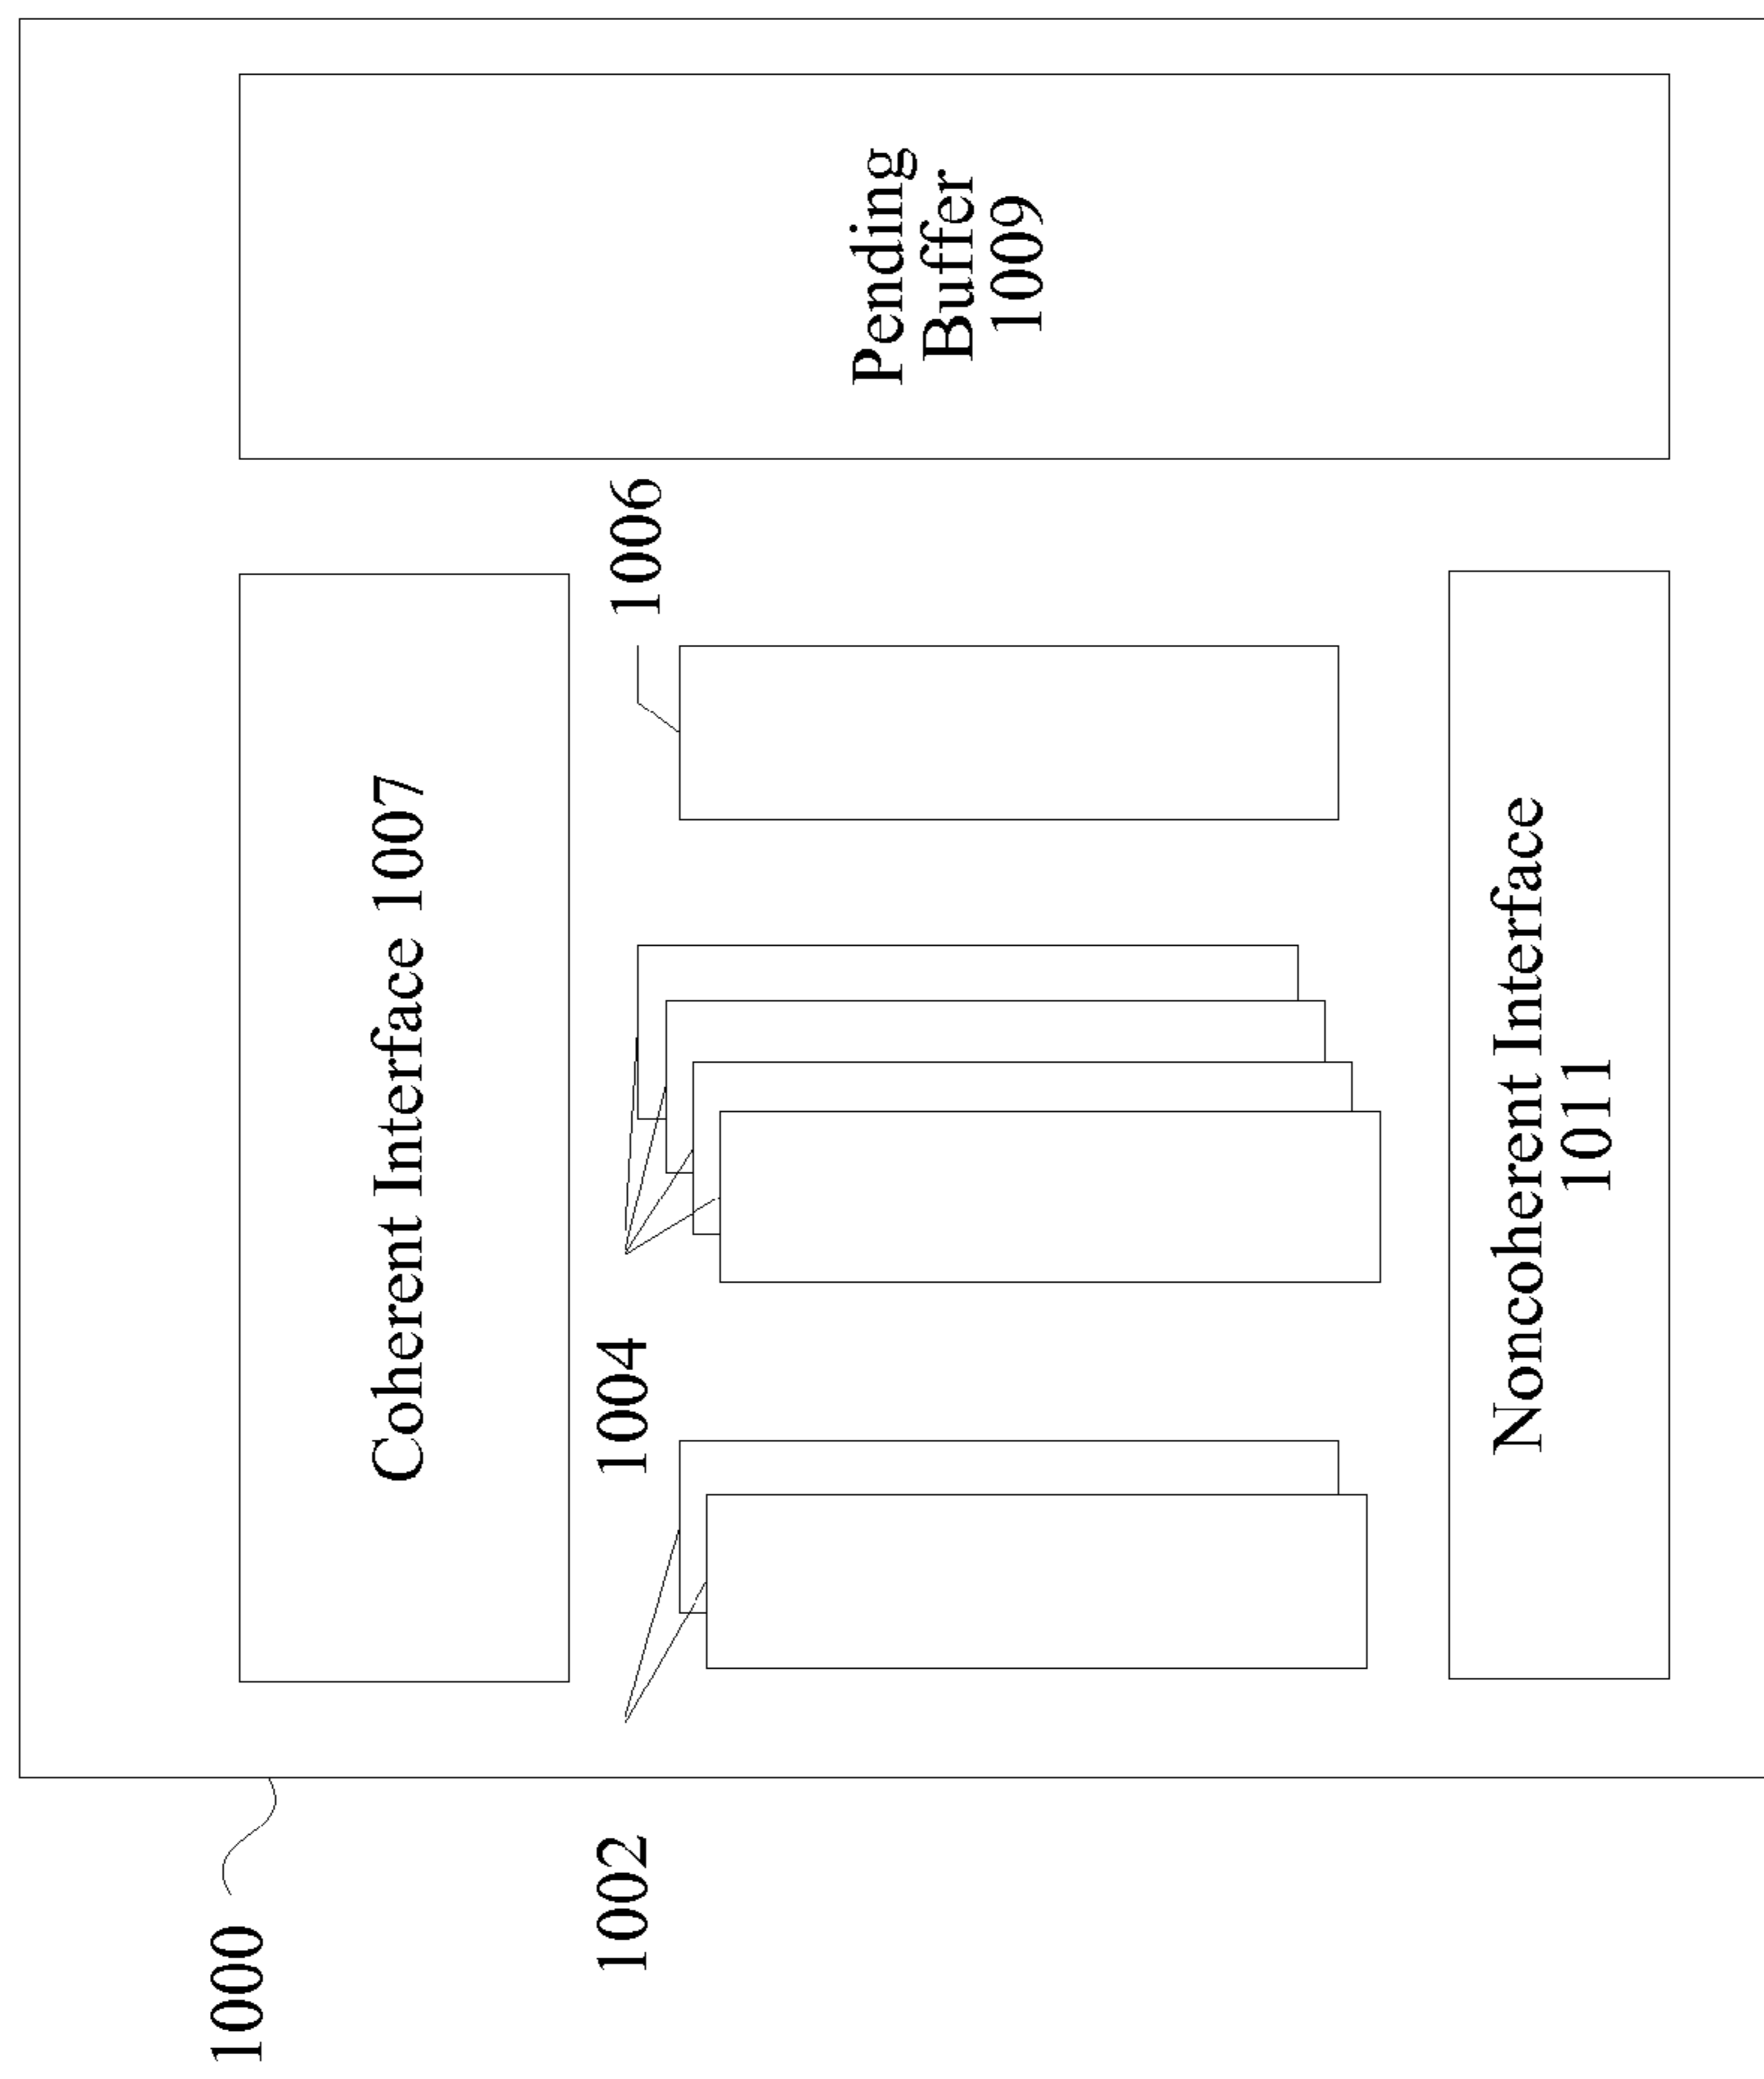 1000
Coherent Interface 1007
1002
1004
1006
Pending
Buffer
1009
Noncoherent Interface
1011